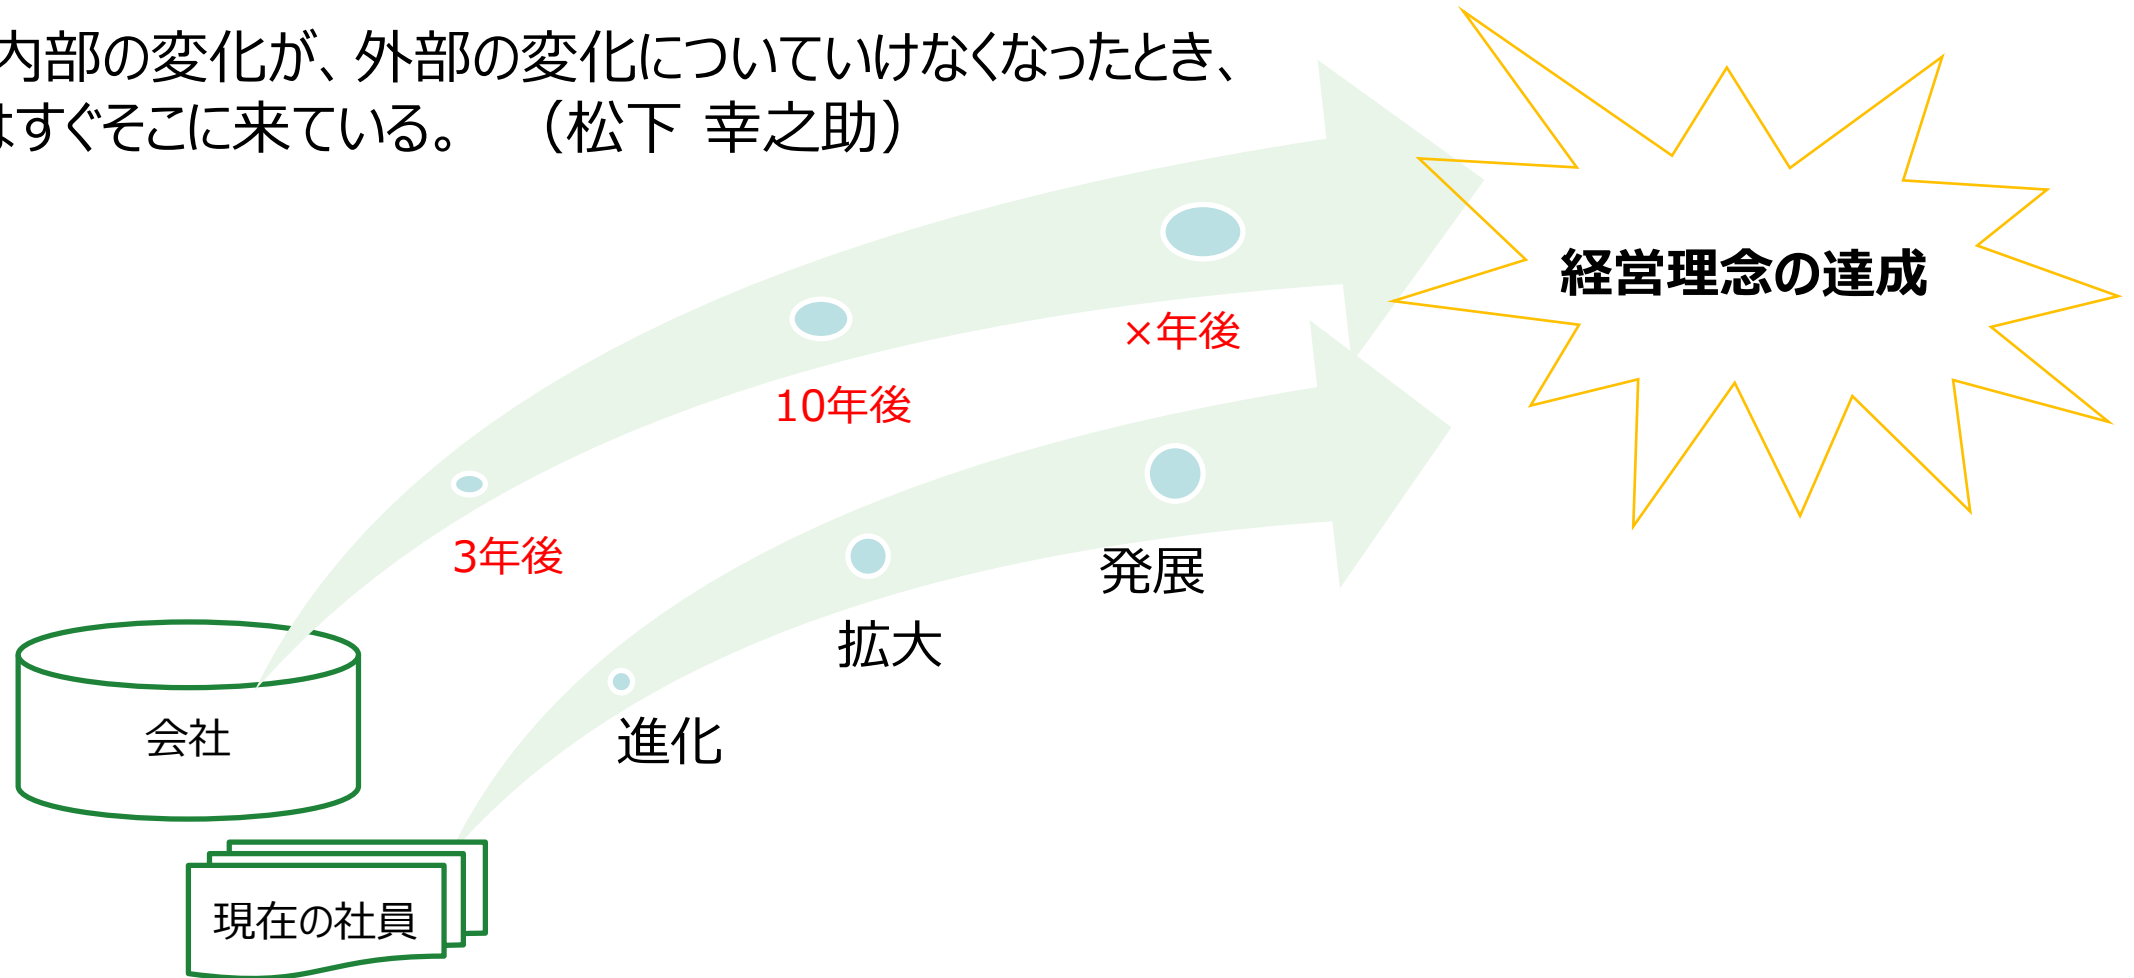 内部の変化が、外部の変化についていけなくなったとき、
はすぐそこに来ている。 （松下 幸之助）
経営理念の達成
×年後
10年後
3年後
発展
拡大
進化
会社
現在の社員